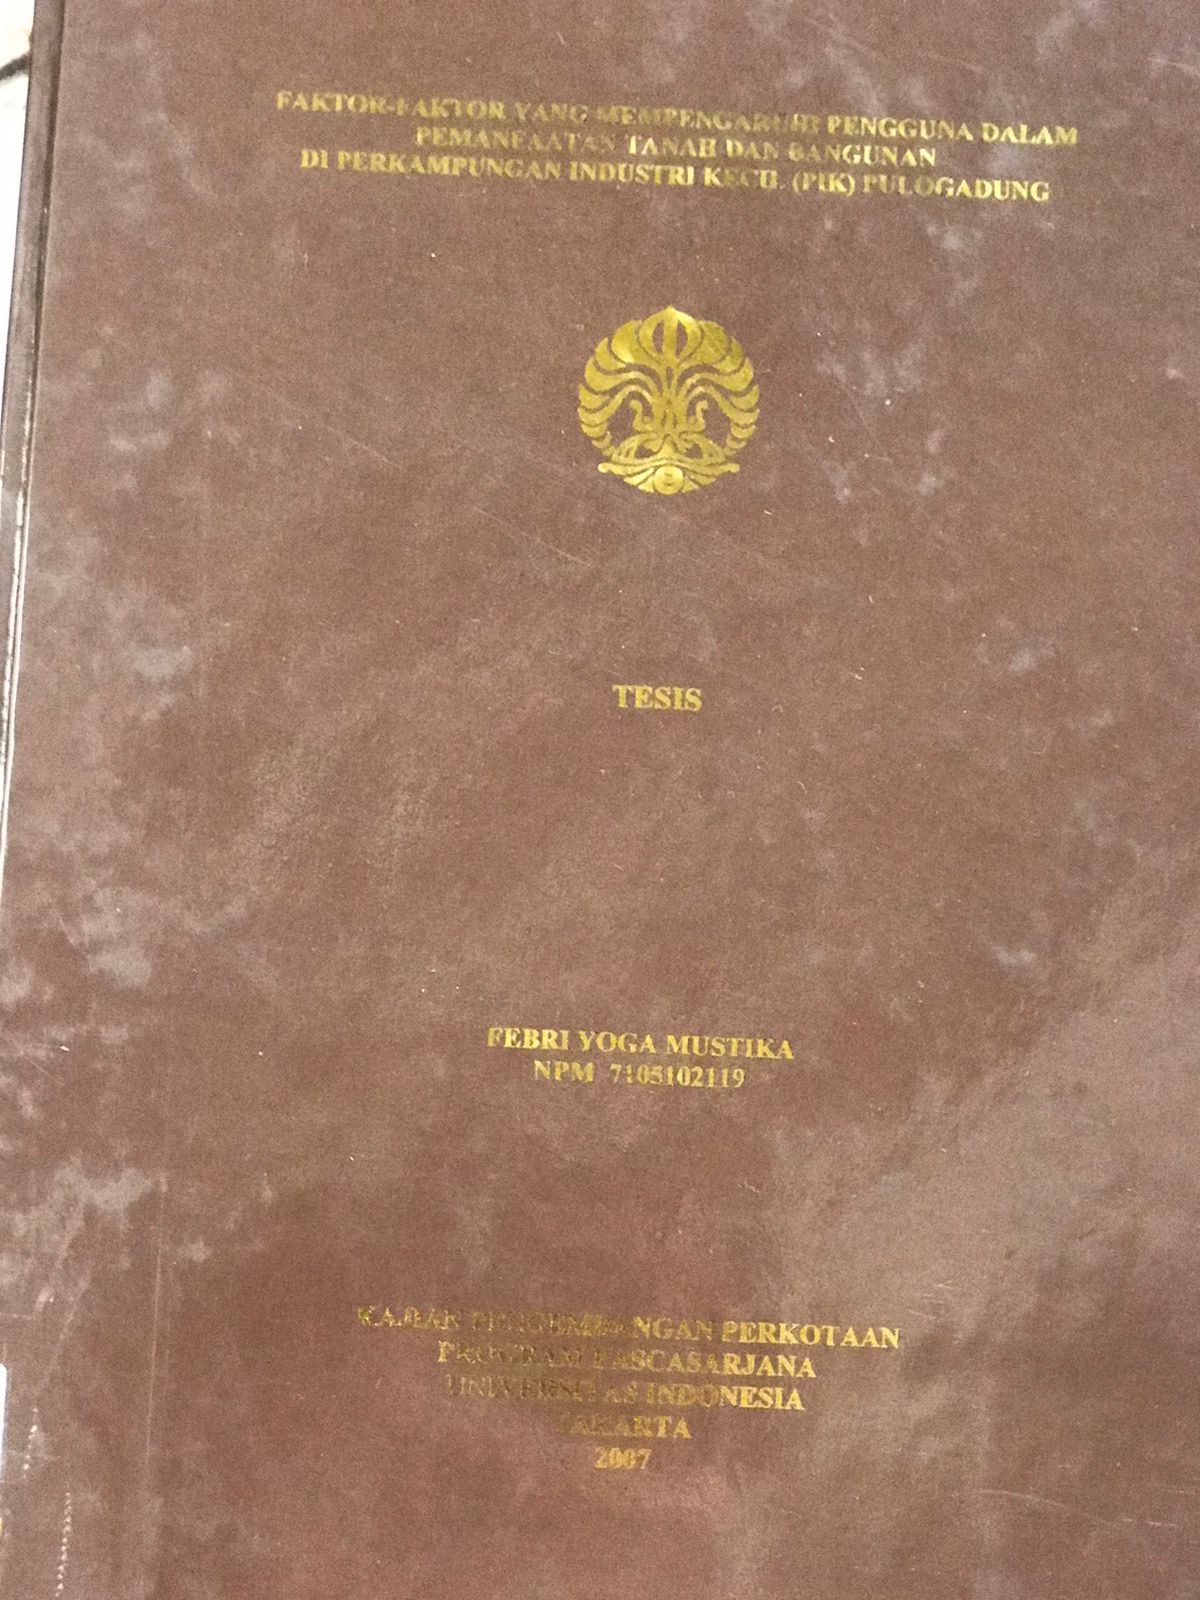 FAKTOR-FAKTOR YANG MEMPENGARUHI PENGGUNA DALAM
PEMANFAATAN TANAH DAN BANGUNAN
DI PERKAMPUNGAN INDUSTRI KECIL (PIK) PULOGADUNG
TESIS
FEBRI YOGA MUSTIKA
NPM 7105102119
KAJIAN PENGEMBANGAN PERKOTAAN
PROGRAM PASCASARJANA
UNIVERSITAS INDONESIA
JAKARTA
2007